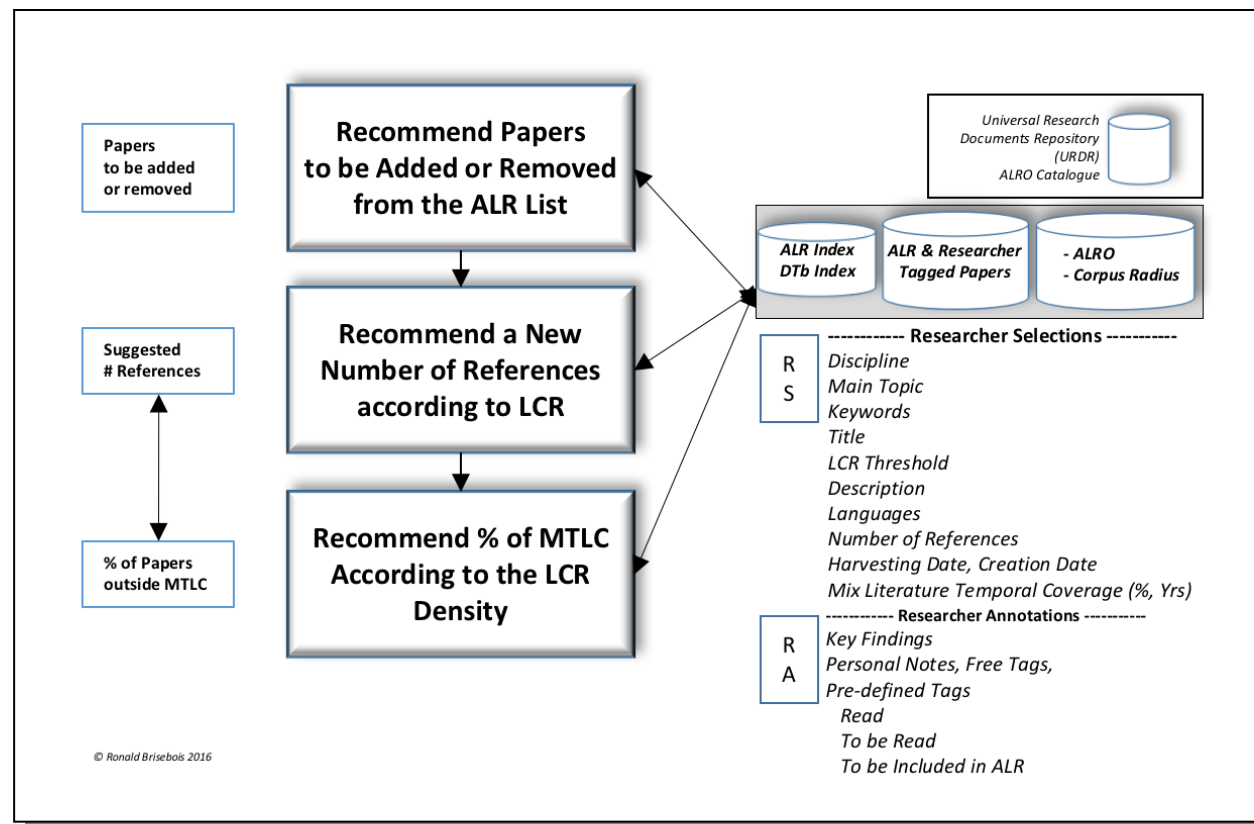 Papers
to be added
or removed
Recommend Papers
to be Added or Removed
from the ALR List
Universal Research
Documents Repository
(URDR)
ALRO Catalogue
ALR Index
DTb Index
ALR & Researcher
Tagged Papers
- ALRO
- Corpus Radius
Suggested
# References
Recommend a New
Number of References
according to LCR
% of Papers
outside MTLC
Recommend % of MTLC
According to the LCR
Density
R
S
------------ Researcher Selections -----------
Discipline
Main Topic
Keywords
Title
LCR Threshold
Description
Languages
Number of References
Harvesting Date, Creation Date
Mix Literature Temporal Coverage (%, Yrs)
R
A
------------ Researcher Annotations -----------
Key Findings
Personal Notes, Free Tags,
Pre-defined Tags
Read
To be Read
To be Included in ALR
© Ronald Brisebois 2016